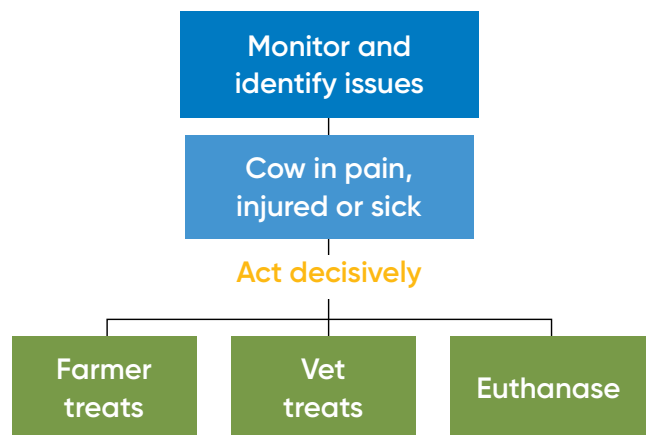 Monitor and
identify issues
Cow in pain,
injured or sick
Act decisively
Farmer
treats
Vet
treats
Euthanase